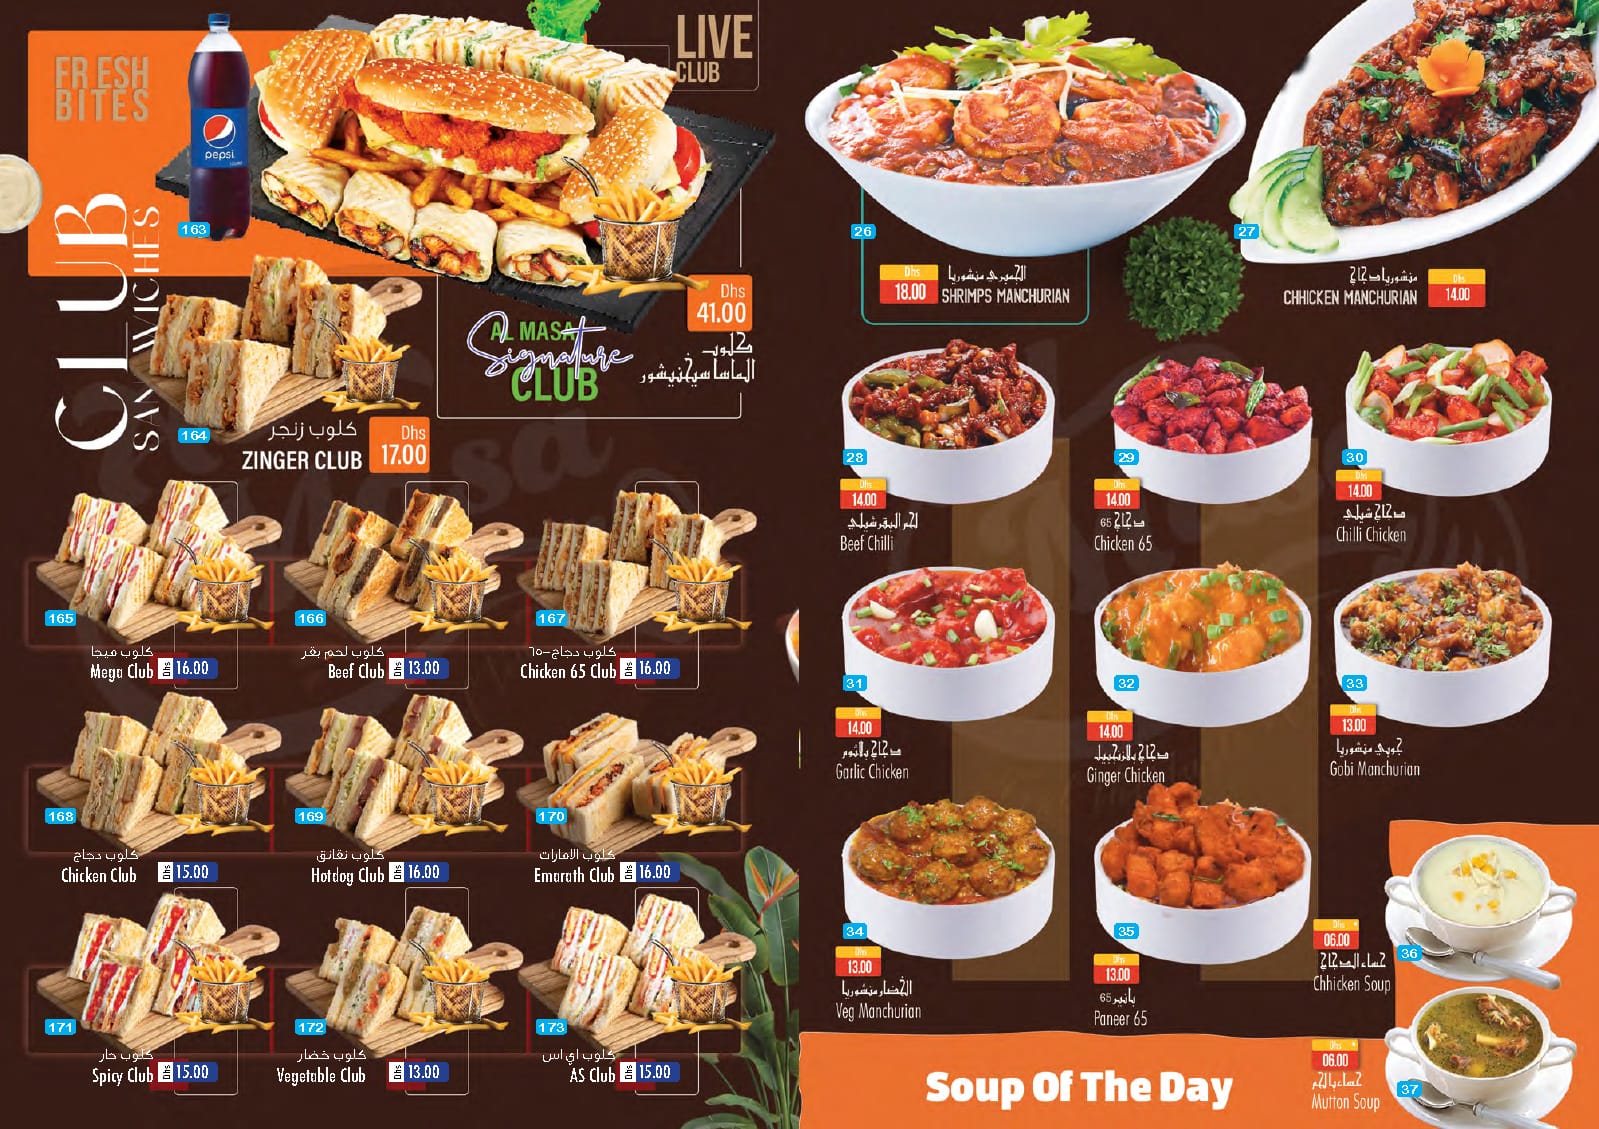 FRESH
BITES
LIVE
CLUB
pepsi
163
CLUB
SANDWICHES
Dhs
41.00
AL MASA
Signature
CLUB
كلوب
الماسا سيجنيشور
164
كلوب زنجر
ZINGER CLUB
Dhs
17.00
165
كلوب ميجا
Mega Club
Dhs 16.00
166
كلوب لحم بقر
Beef Club
Dhs 13.00
167
كلوب دجاج-٦٥
Chicken 65 Club
Dhs 16.00
168
كلوب دجاج
Chicken Club
Dhs 15.00
169
كلوب نقانق
Hotdog Club
Dhs 16.00
170
كلوب الامارات
Emarath Club
Dhs 16.00
171
كلوب حار
Spicy Club
Dhs 15.00
172
كلوب خضار
Vegetable Club
Dhs 13.00
173
كلوب اي اس
AS Club
Dhs 15.00
26
Dhs
18.00
الجمبري منشوريا
SHRIMPS MANCHURIAN
27
منشوريا دجاج
CHHICKEN MANCHURIAN
Dhs
14.00
28
Dhs
14.00
لحم البقر شيلي
Beef Chilli
29
Dhs
14.00
دجاج 65
Chicken 65
30
Dhs
14.00
دجاج شيلي
Chilli Chicken
31
Dhs
14.00
دجاج بالثوم
Garlic Chicken
32
Dhs
14.00
دجاج بالزنجبيل
Ginger Chicken
33
Dhs
13.00
جوبي منشوريا
Gobi Manchurian
34
Dhs
13.00
الخضار منشوريا
Veg Manchurian
35
Dhs
13.00
بانير 65
Paneer 65
36
Dhs
06.00
حساء الدجاج
Chhicken Soup
37
Dhs
06.00
حساء بالحم
Mutton Soup
Soup Of The Day